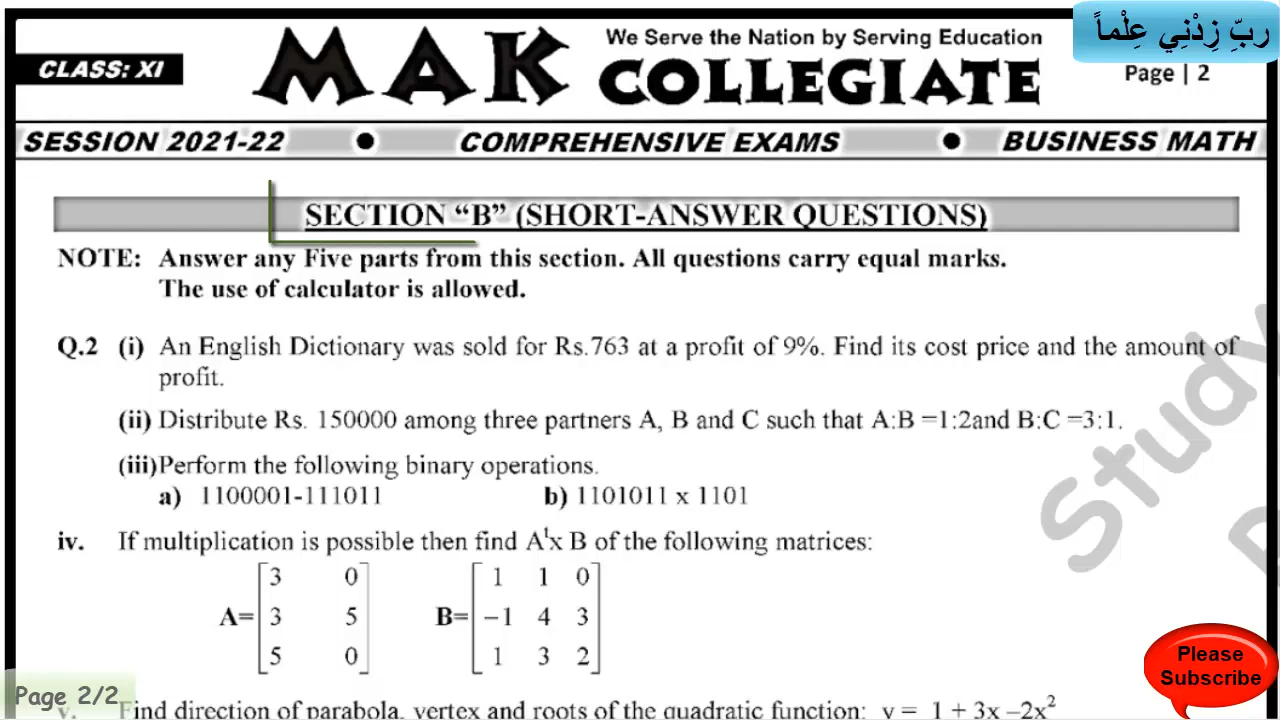 رَبِّ زِدْنِي عِلْماً
We Serve the Nation by Serving Education
CLASS: XI
MAK COLLEGIATE
Page | 2
SESSION 2021-22 ● COMPREHENSIVE EXAMS ● BUSINESS MATH
SECTION “B” (SHORT-ANSWER QUESTIONS)
NOTE: Answer any Five parts from this section. All questions carry equal marks.
The use of calculator is allowed.
Q.2 (i) An English Dictionary was sold for Rs.763 at a profit of 9%. Find its cost price and the amount of
profit.
(ii) Distribute Rs. 150000 among three partners A, B and C such that A:B =1:2and B:C =3:1.
(iii)Perform the following binary operations.
a) 1100001-111011 b) 1101011 x 1101
iv. If multiplication is possible then find Aᵗx B of the following matrices:
3 0 1 1 0
A= 3 5 B= −1 4 3
5 0 1 3 2
v. Find direction of parabola, vertex and roots of the quadratic function: y = 1 + 3x –2x²
Page 2/2
Study
Please
Subscribe